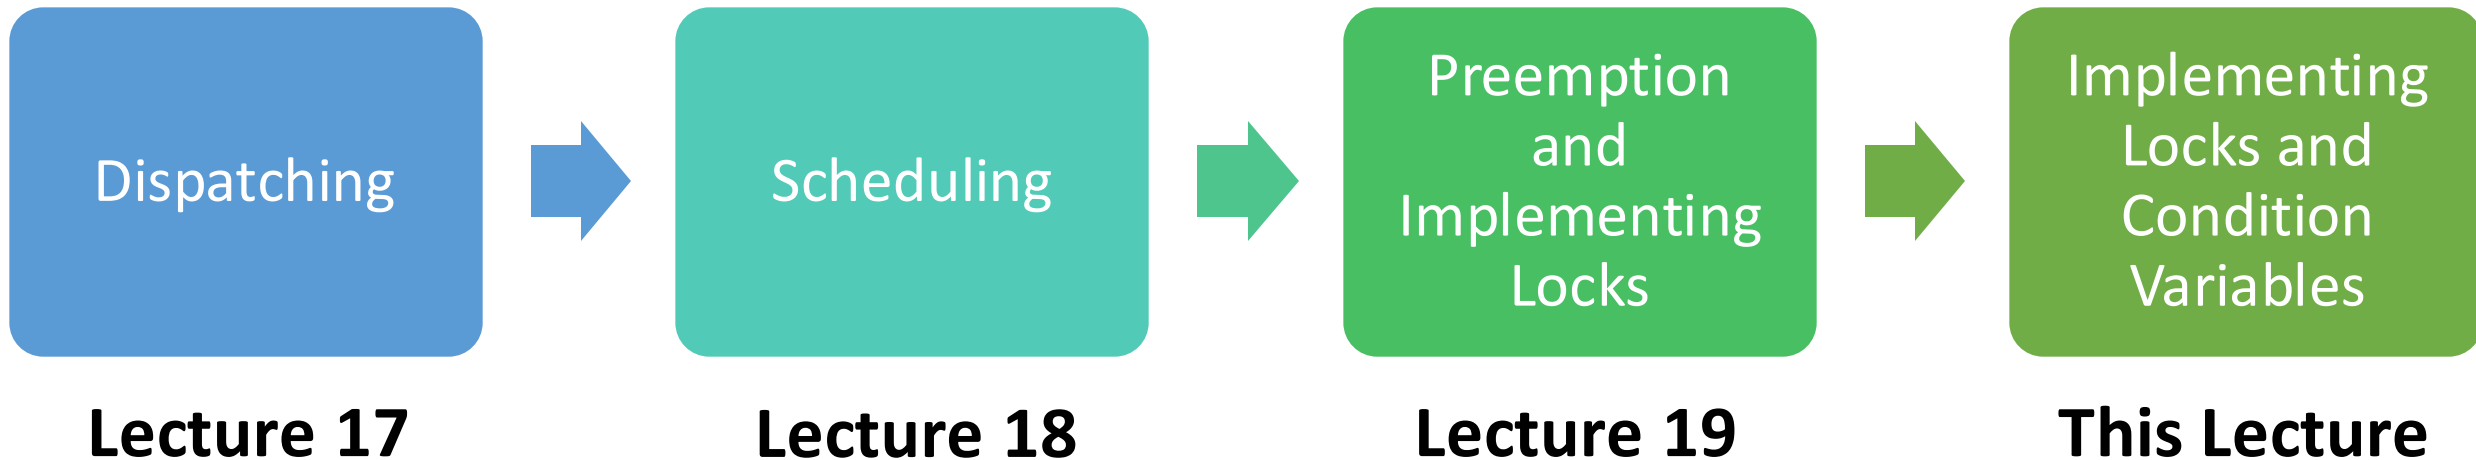 Dispatching
Scheduling
Preemption
and
Implementing
Locks
Implementing
Locks and
Condition
Variables
Lecture 17
Lecture 18
Lecture 19
This Lecture